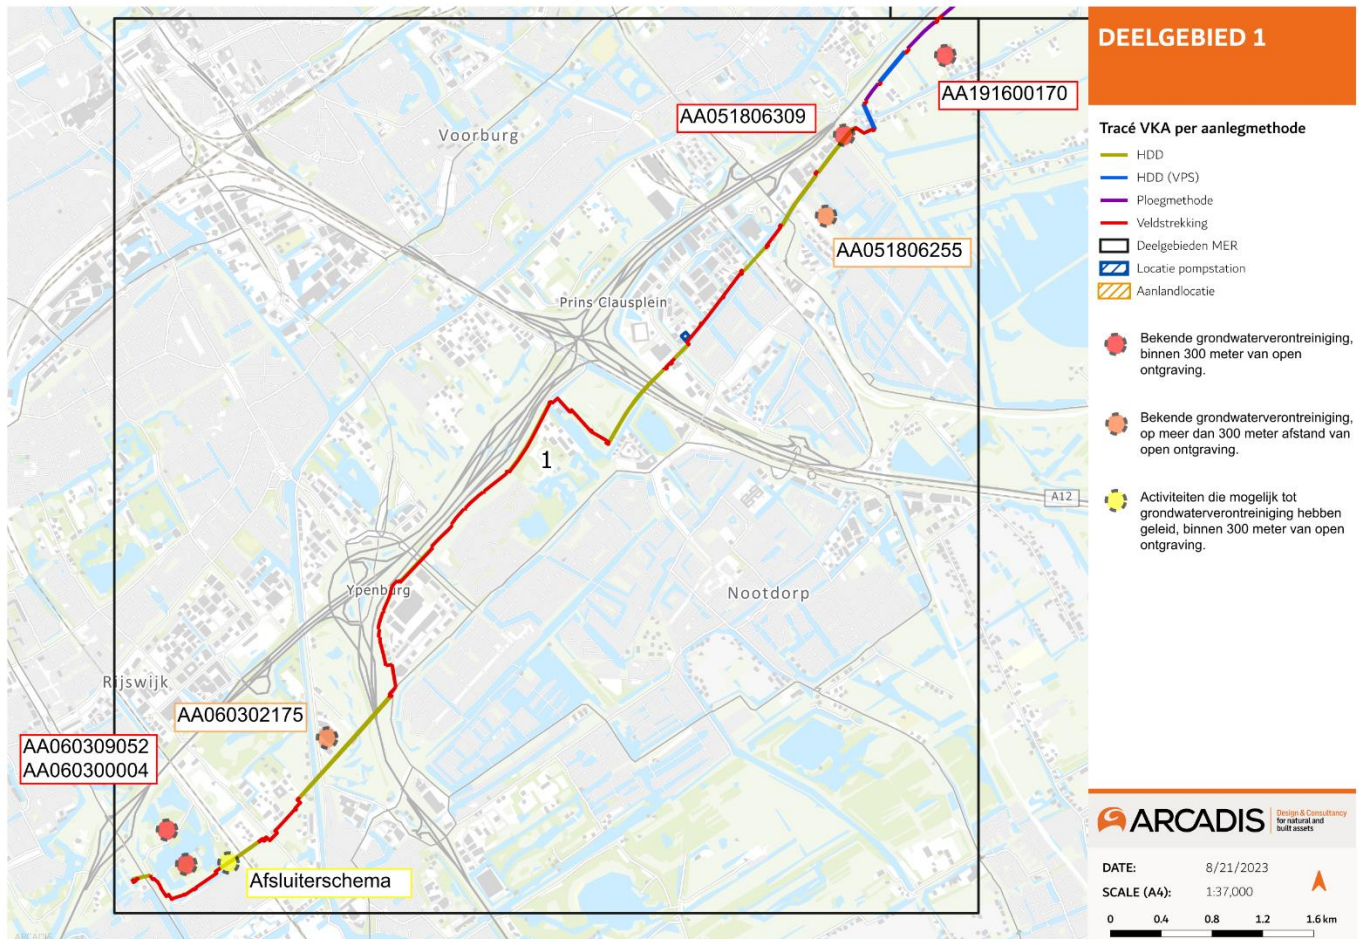 DEELGEBIED 1
Tracé VKA per aanlegmethode
HDD
HDD (VPS)
Ploegmethode
Veldstrekking
Deelgebieden MER
Locatie pompstation
Aanlandlocatie
Bekende grondwaterverontreiniging,
binnen 300 meter van open
ontgraving.
Bekende grondwaterverontreiniging,
op meer dan 300 meter afstand van
open ontgraving.
Activiteiten die mogelijk tot
grondwaterverontreiniging hebben
geleid, binnen 300 meter van open
ontgraving.
AA191600170
AA051806309
Voorburg
AA051806255
Prins Clausplein
1
A12
Ypenburg
Nootdorp
Rijswijk
AA060302175
AA060309052
AA060300004
Afsluiterschema
ARCADIS
ARCADIS
Design & Consultancy
for natural and
built assets
DATE: 8/21/2023
SCALE (A4): 1:37,000
0 0.4 0.8 1.2 1.6 km